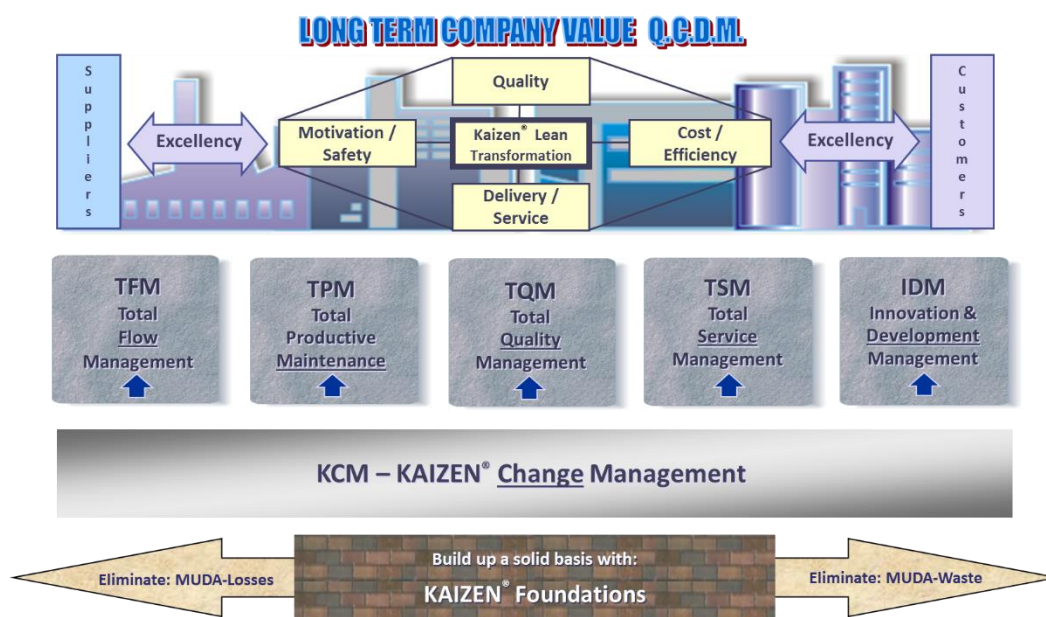 LONG TERM COMPANY VALUE Q.C.D.M.
Suppliers
Excellency
Motivation /
Safety
Quality
Kaizen® Lean
Transformation
Delivery /
Service
Cost /
Efficiency
Excellency
Customers
TFM
Total
Flow
Management
TPM
Total
Productive
Maintenance
TQM
Total
Quality
Management
TSM
Total
Service
Management
IDM
Innovation &
Development
Management
KCM – KAIZEN® Change Management
Eliminate: MUDA-Losses
Build up a solid basis with:
KAIZEN® Foundations
Eliminate: MUDA-Waste